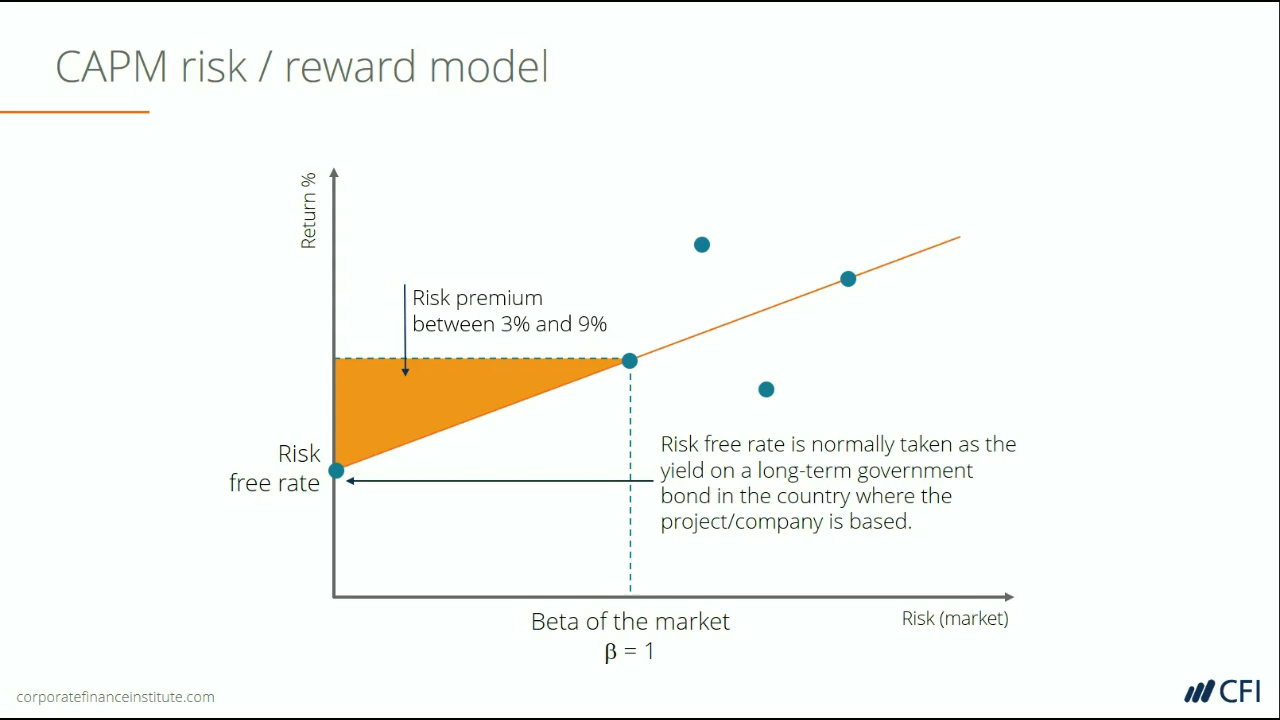 CAPM risk / reward model
Return %
Risk premium
between 3% and 9%
Risk
free rate
Risk free rate is normally taken as the
yield on a long-term government
bond in the country where the
project/company is based.
Beta of the market
β = 1
Risk (market)
corporatefinanceinstitute.com
CFI